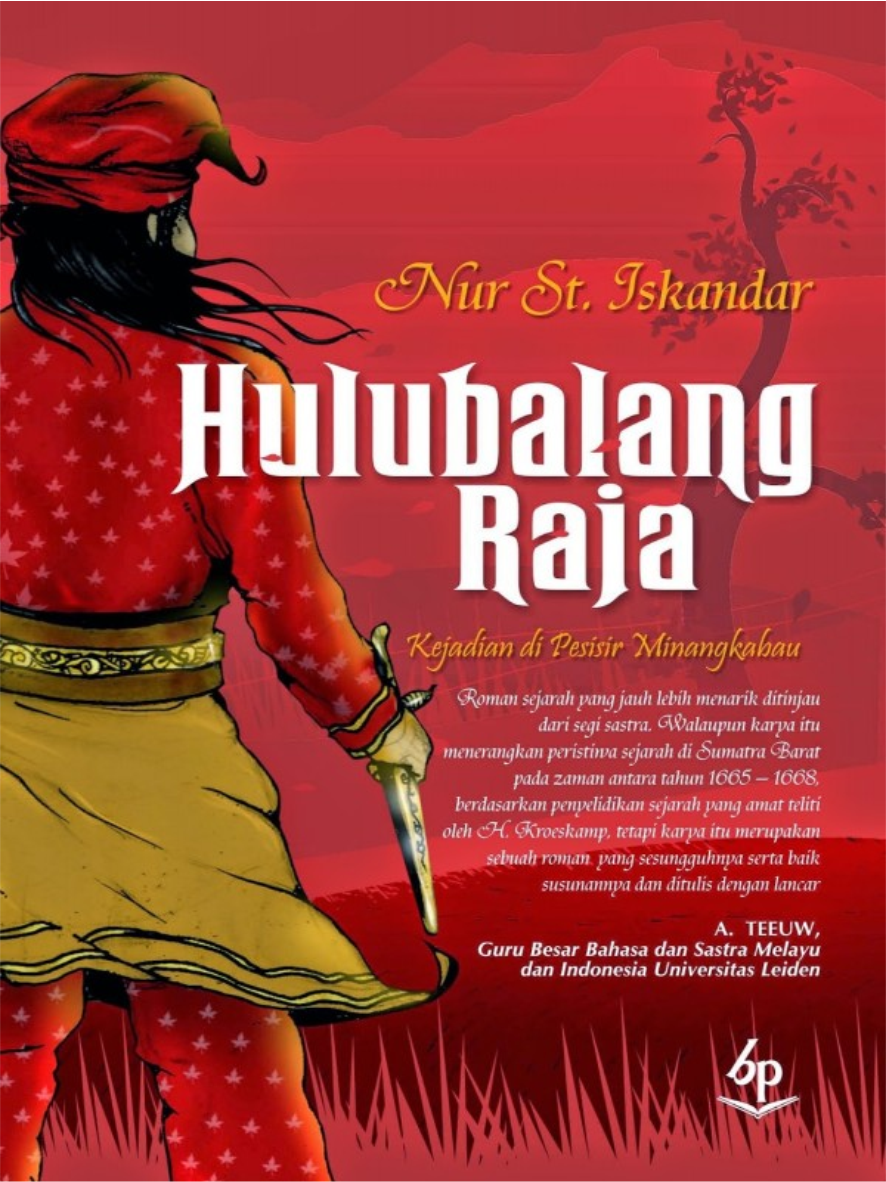 Nur St. Iskandar
Hulubalang
Raja
Kejadian di Pesisir Minangkabau
Roman sejarah yang jauh lebih menarik ditinjau
dari segi sastra. Walaupun karya itu
menerangkan peristiwa sejarah di Sumatra Barat
pada zaman antara tahun 1665 – 1668,
berdasarkan penyelidikan sejarah yang amat teliti
oleh H. Kroeskamp, tetapi karya itu merupakan
sebuah roman yang sesungguhnya serta baik
susunannya dan ditulis dengan lancar
A. TEEUW,
Guru Besar Bahasa dan Sastra Melayu
dan Indonesia Universitas Leiden
bp